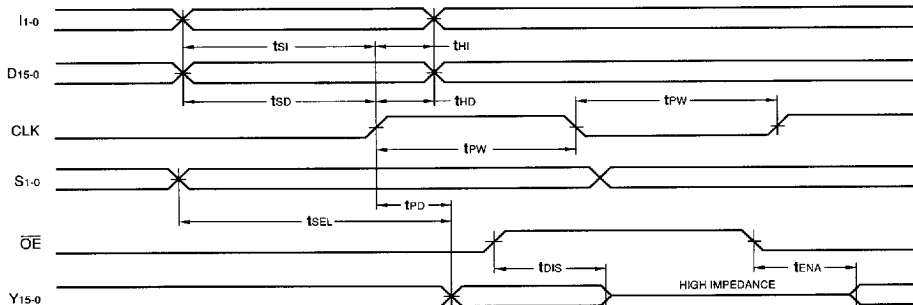 I1-0
tSI
tHI
D15-0
tSD
tHD
tPW
CLK
tPW
S1-0
tPD
tSEL
OE
tDIS
tENA
HIGH IMPEDANCE
Y15-0